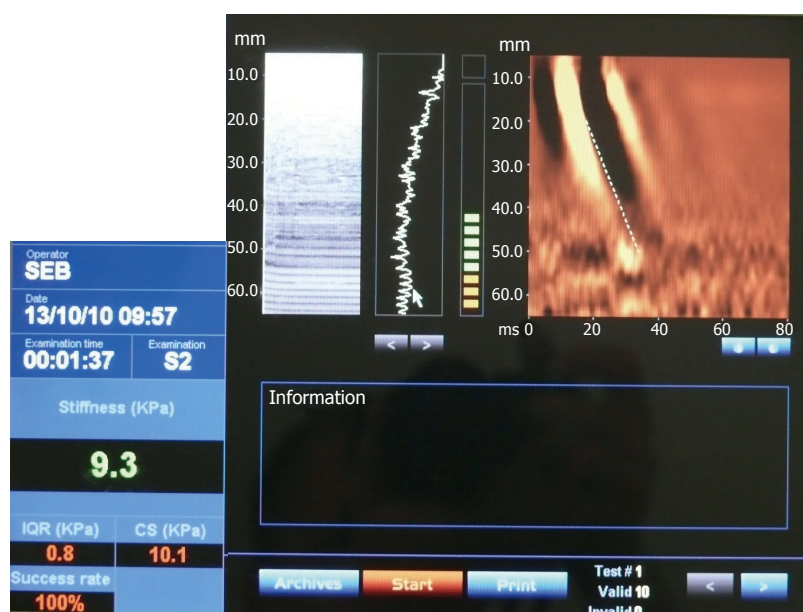 mm
10.0
20.0
30.0
40.0
50.0
60.0
mm
10.0
20.0
30.0
40.0
50.0
60.0
ms 0 20 40 60 80
< >
Operator
SEB
Date
13/10/10 09:57
Examination time
00:01:37
Examination
S2
Stiffness (KPa)
9.3
IQR (KPa) CS (KPa)
0.8 10.1
Success rate
100%
Information
Archives Start Print
Test # 1
Valid 10
Invalid 0
< >